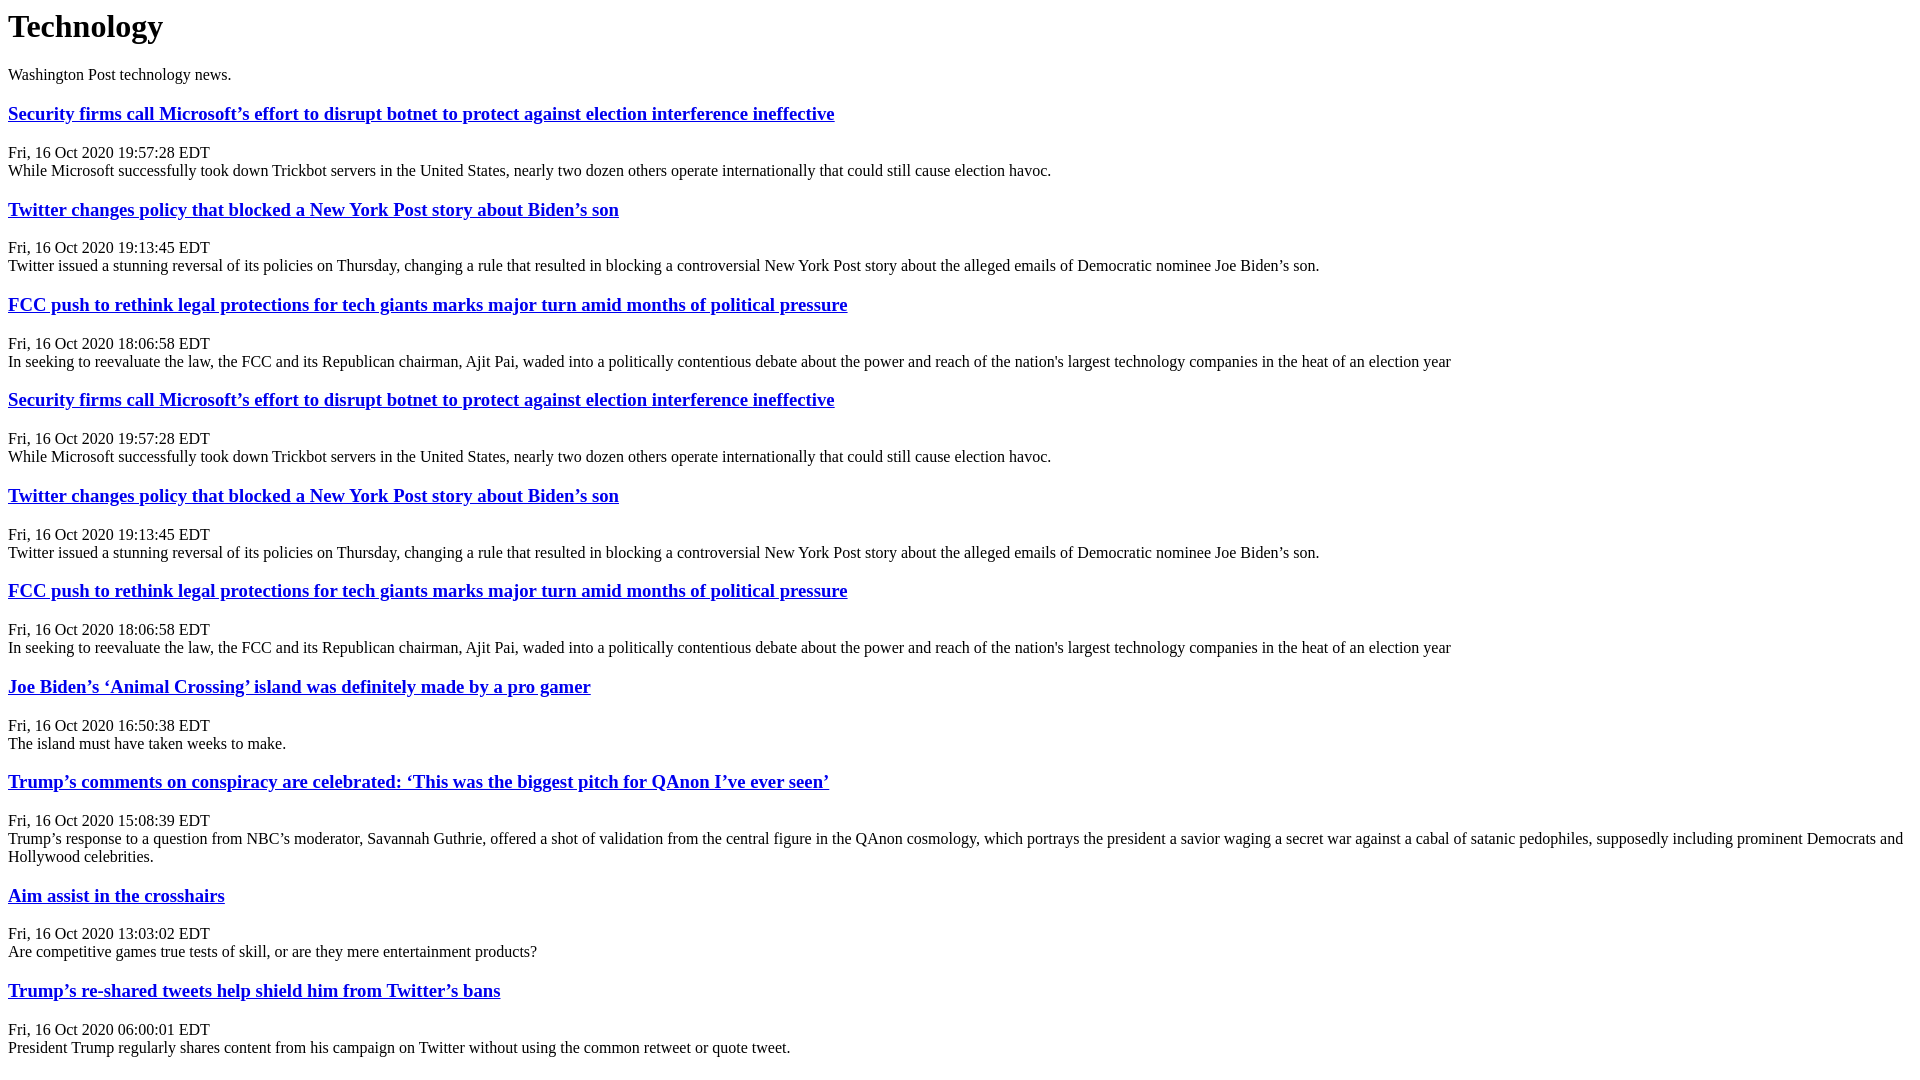 Technology
Washington Post technology news.
Security firms call Microsoft’s effort to disrupt botnet to protect against election interference ineffective
Fri, 16 Oct 2020 19:57:28 EDT
While Microsoft successfully took down Trickbot servers in the United States, nearly two dozen others operate internationally that could still cause election havoc.
Twitter changes policy that blocked a New York Post story about Biden’s son
Fri, 16 Oct 2020 19:13:45 EDT
Twitter issued a stunning reversal of its policies on Thursday, changing a rule that resulted in blocking a controversial New York Post story about the alleged emails of Democratic nominee Joe Biden’s son.
FCC push to rethink legal protections for tech giants marks major turn amid months of political pressure
Fri, 16 Oct 2020 18:06:58 EDT
In seeking to reevaluate the law, the FCC and its Republican chairman, Ajit Pai, waded into a politically contentious debate about the power and reach of the nation's largest technology companies in the heat of an election year
Security firms call Microsoft’s effort to disrupt botnet to protect against election interference ineffective
Fri, 16 Oct 2020 19:57:28 EDT
While Microsoft successfully took down Trickbot servers in the United States, nearly two dozen others operate internationally that could still cause election havoc.
Twitter changes policy that blocked a New York Post story about Biden’s son
Fri, 16 Oct 2020 19:13:45 EDT
Twitter issued a stunning reversal of its policies on Thursday, changing a rule that resulted in blocking a controversial New York Post story about the alleged emails of Democratic nominee Joe Biden’s son.
FCC push to rethink legal protections for tech giants marks major turn amid months of political pressure
Fri, 16 Oct 2020 18:06:58 EDT
In seeking to reevaluate the law, the FCC and its Republican chairman, Ajit Pai, waded into a politically contentious debate about the power and reach of the nation's largest technology companies in the heat of an election year
Joe Biden’s ‘Animal Crossing’ island was definitely made by a pro gamer
Fri, 16 Oct 2020 16:50:38 EDT
The island must have taken weeks to make.
Trump’s comments on conspiracy are celebrated: ‘This was the biggest pitch for QAnon I’ve ever seen’
Fri, 16 Oct 2020 15:08:39 EDT
Trump’s response to a question from NBC’s moderator, Savannah Guthrie, offered a shot of validation from the central figure in the QAnon cosmology, which portrays the president a savior waging a secret war against a cabal of satanic pedophiles, supposedly including prominent Democrats and
Hollywood celebrities.
Aim assist in the crosshairs
Fri, 16 Oct 2020 13:03:02 EDT
Are competitive games true tests of skill, or are they mere entertainment products?
Trump’s re-shared tweets help shield him from Twitter’s bans
Fri, 16 Oct 2020 06:00:01 EDT
President Trump regularly shares content from his campaign on Twitter without using the common retweet or quote tweet.